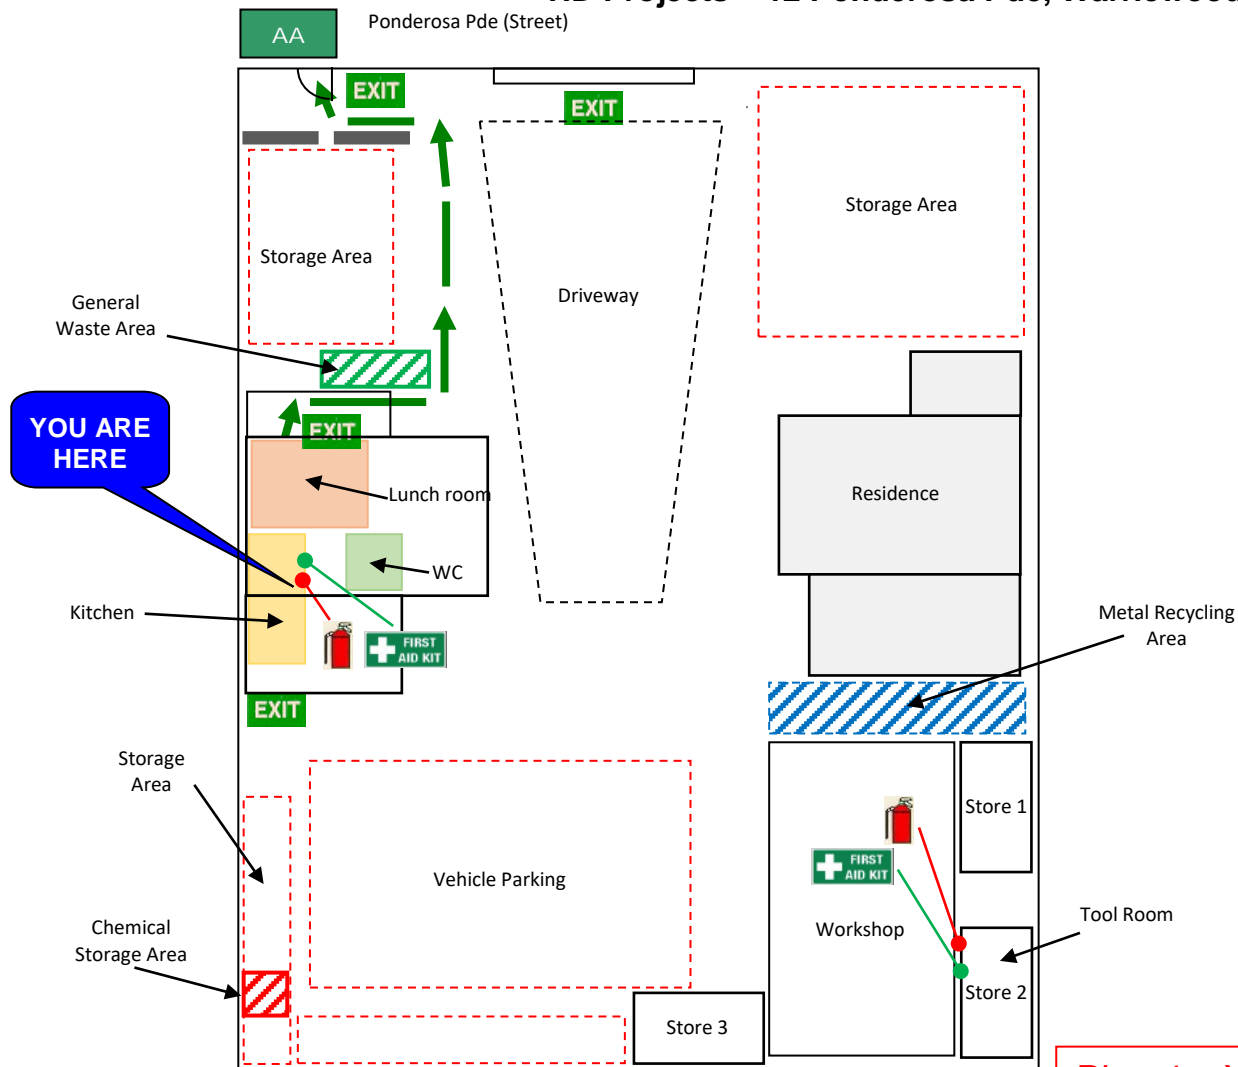 Ponderosa Pde (Street)
AA
EXIT
EXIT
Storage Area
Storage Area
Driveway
General
Waste Area
YOU ARE
HERE
EXIT
Lunch room
Residence
WC
Kitchen
FIRST
AID KIT
Metal Recycling
Area
EXIT
Storage
Area
Store 1
FIRST
AID KIT
Vehicle Parking
Workshop
Tool Room
Chemical
Storage Area
Store 2
Store 3